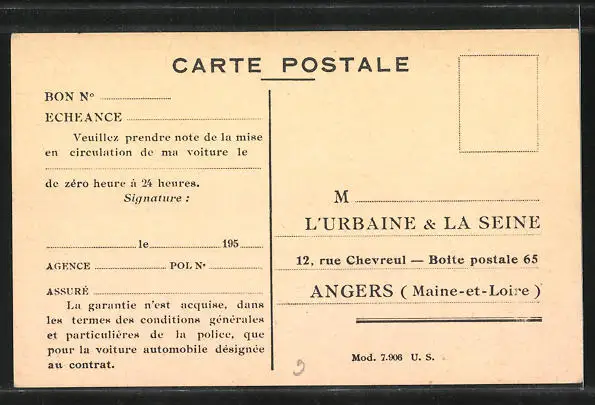 CARTE POSTALE
BON Nº
ECHEANCE
Veuillez prendre note de la mise
en circulation de ma voiture le
de zéro heure à 24 heures.
Signature :
le 195
AGENCE POL Nº
ASSURÉ
La garantie n'est acquise, dans
les termes des conditions générales
et particulières de la police, que
pour la voiture automobile désignée
au contrat.
M
L'URBAINE & LA SEINE
12, rue Chevreul — Boite postale 65
ANGERS ( Maine-et-Loire )
Mod. 7.906 U. S.